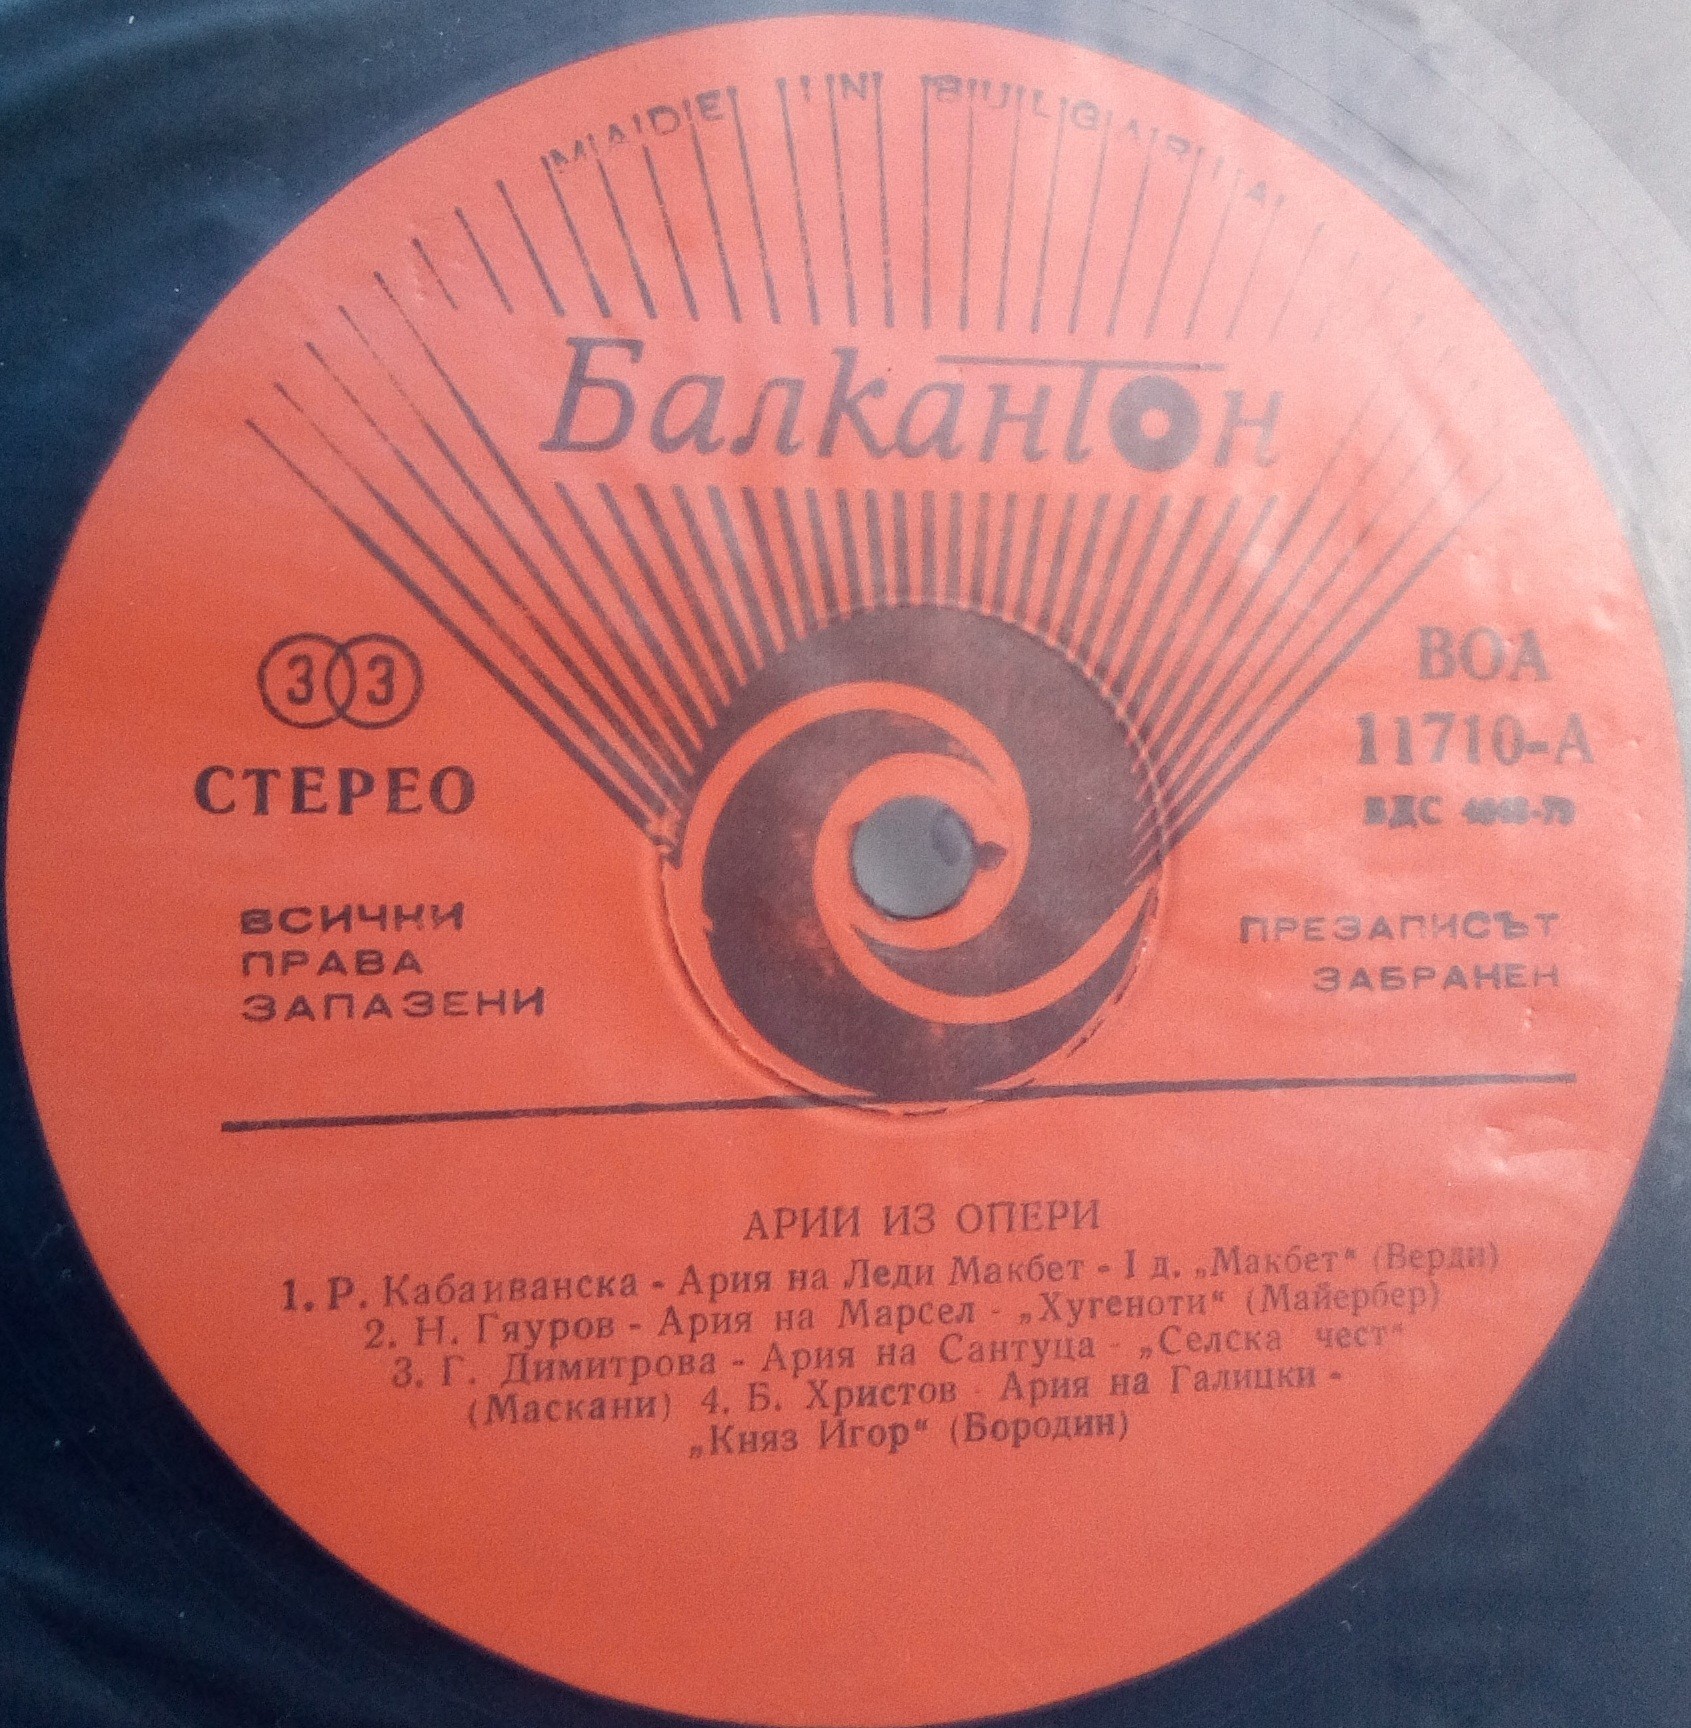 MADE IN BULGARIA
Балкантон
33
СТЕРЕО
ВОА
11710-А
БДС
ВСИЧНИ
ПРАВА
ЗАПАЗЕНИ
ПРЕЗАПИСЪТ
ЗАБРАНЕН
АРИИ ИЗ ОПЕРИ
1. Р. Кабаиванска - Ария на Леди Макбет - I д. „Макбет“ (Верди)
2. Н. Гяуров - Ария на Марсел - „Хугеноти“ (Майербер)
3. Г. Димитрова - Ария на Сантуца - „Селска чест“
(Маскани) 4. Б. Христов - Ария на Галицки -
„Княз Игор“ (Бородин)